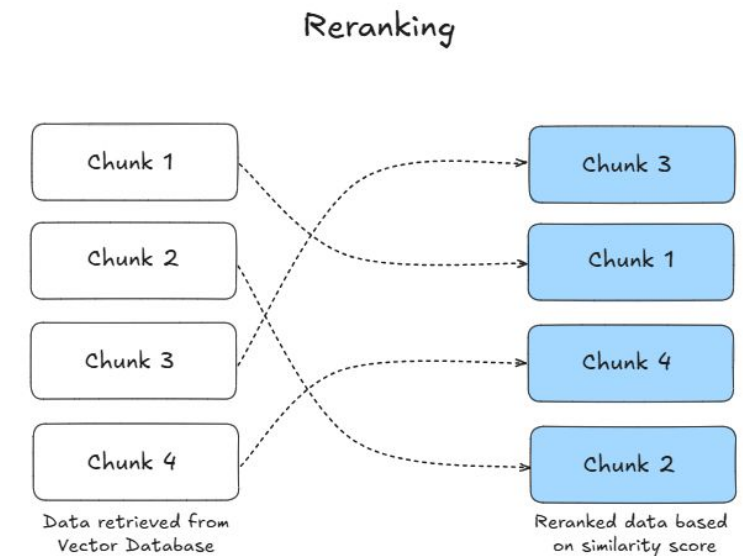 Reranking
Chunk 1
Chunk 2
Chunk 3
Chunk 4
Data retrieved from
Vector Database
Chunk 3
Chunk 1
Chunk 4
Chunk 2
Reranked data based
on similarity score